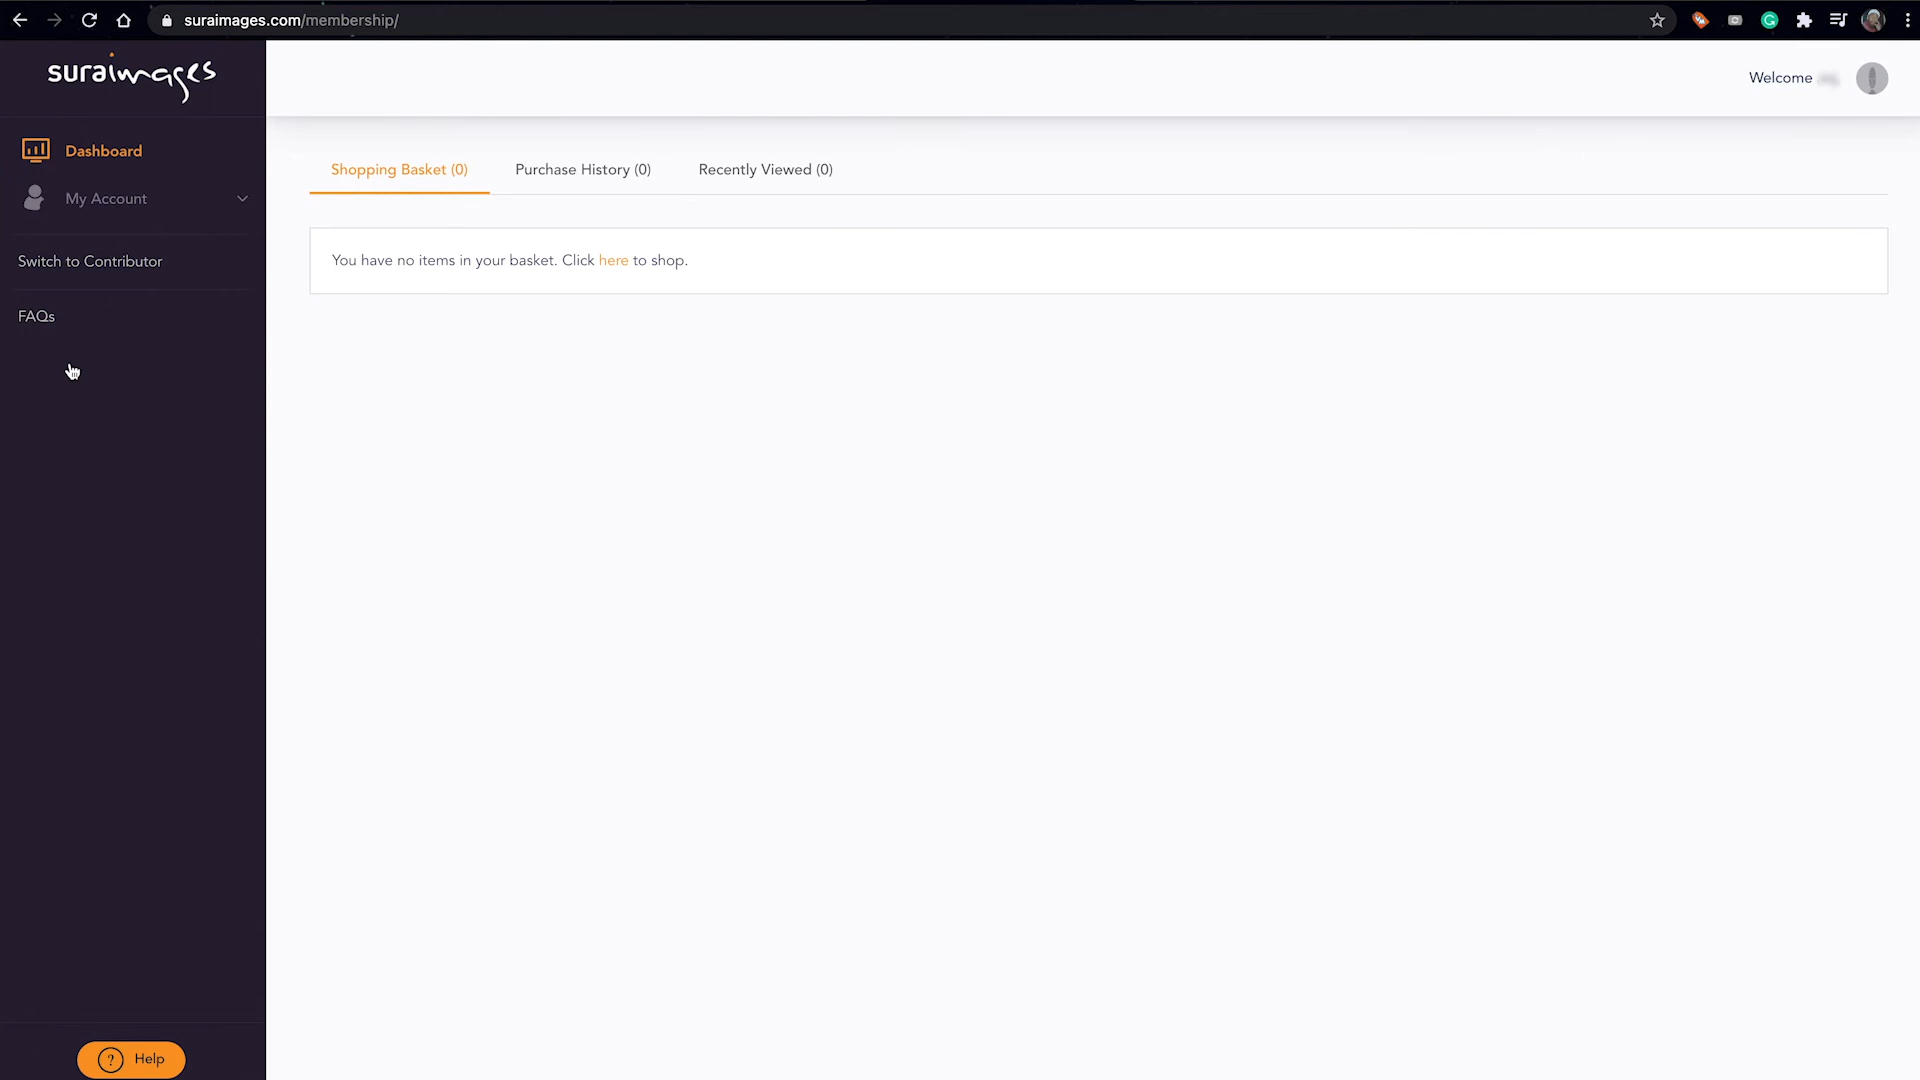 suraimages.com/membership/
suraimages
Welcome
Dashboard
My Account
Switch to Contributor
FAQs
Shopping Basket (0) Purchase History (0) Recently Viewed (0)
You have no items in your basket. Click here to shop.
? Help